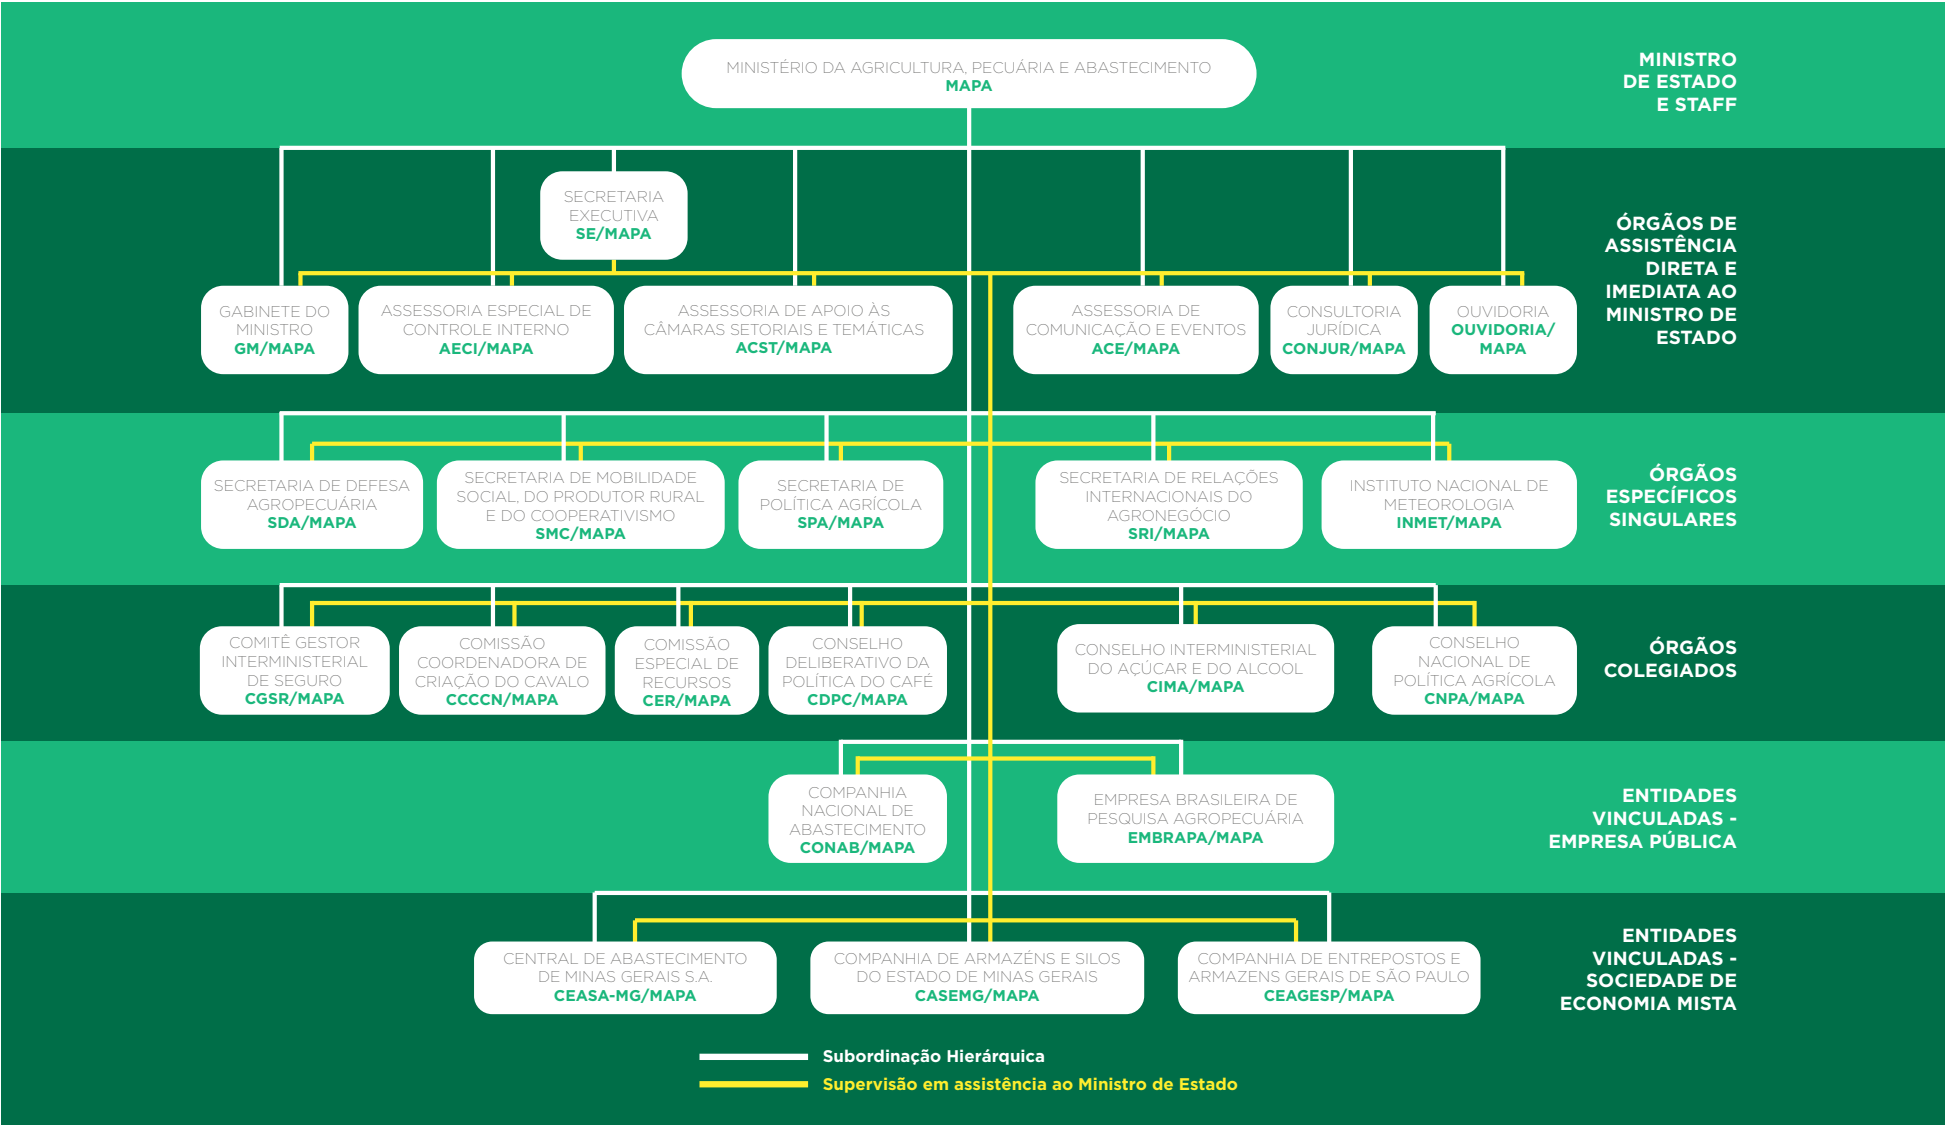 MINISTÉRIO DA AGRICULTURA, PECUÁRIA E ABASTECIMENTO
MAPA
MINISTRO
DE ESTADO
E STAFF
SECRETARIA
EXECUTIVA
SE/MAPA
GABINETE DO
MINISTRO
GM/MAPA
ASSESSORIA ESPECIAL DE
CONTROLE INTERNO
AECI/MAPA
ASSESSORIA DE APOIO ÀS
CÂMARAS SETORIAIS E TEMÁTICAS
ACST/MAPA
ASSESSORIA DE
COMUNICAÇÃO E EVENTOS
ACE/MAPA
CONSULTORIA
JURÍDICA
CONJUR/MAPA
OUVIDORIA
OUVIDORIA/
MAPA
ÓRGÃOS DE
ASSISTÊNCIA
DIRETA E
IMEDIATA AO
MINISTRO DE
ESTADO
SECRETARIA DE DEFESA
AGROPECUÁRIA
SDA/MAPA
SECRETARIA DE MOBILIDADE
SOCIAL, DO PRODUTOR RURAL
E DO COOPERATIVISMO
SMC/MAPA
SECRETARIA DE
POLÍTICA AGRÍCOLA
SPA/MAPA
SECRETARIA DE RELAÇÕES
INTERNACIONAIS DO
AGRONEGÓCIO
SRI/MAPA
INSTITUTO NACIONAL DE
METEOROLOGIA
INMET/MAPA
ÓRGÃOS
ESPECÍFICOS
SINGULARES
COMITÊ GESTOR
INTERMINISTERIAL
DE SEGURO
CGSR/MAPA
COMISSÃO
COORDENADORA DE
CRIAÇÃO DO CAVALO
CCCCN/MAPA
COMISSÃO
ESPECIAL DE
RECURSOS
CER/MAPA
CONSELHO
DELIBERATIVO DA
POLÍTICA DO CAFÉ
CDPC/MAPA
CONSELHO INTERMINISTERIAL
DO AÇÚCAR E DO ALCOOL
CIMA/MAPA
CONSELHO
NACIONAL DE
POLÍTICA AGRÍCOLA
CNPA/MAPA
ÓRGÃOS
COLEGIADOS
COMPANHIA
NACIONAL DE
ABASTECIMENTO
CONAB/MAPA
EMPRESA BRASILEIRA DE
PESQUISA AGROPECUÁRIA
EMBRAPA/MAPA
ENTIDADES
VINCULADAS -
EMPRESA PÚBLICA
CENTRAL DE ABASTECIMENTO
DE MINAS GERAIS S.A.
CEASA-MG/MAPA
COMPANHIA DE ARMAZÉNS E SILOS
DO ESTADO DE MINAS GERAIS
CASEMG/MAPA
COMPANHIA DE ENTREPOSTOS E
ARMAZENS GERAIS DE SÃO PAULO
CEAGESP/MAPA
ENTIDADES
VINCULADAS -
SOCIEDADE DE
ECONOMIA MISTA
Subordinação Hierárquica
Supervisão em assistência ao Ministro de Estado